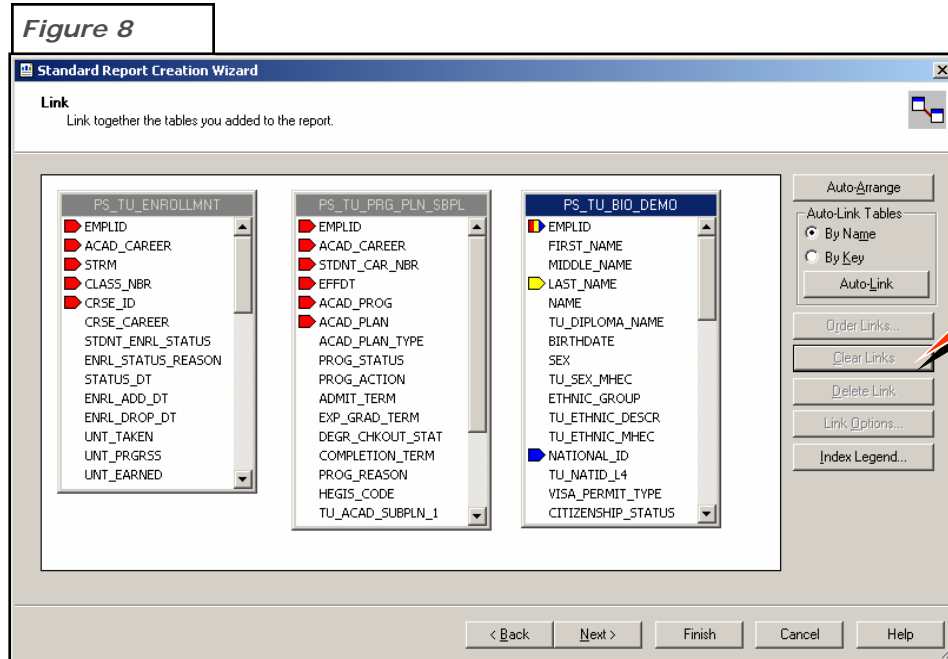 Figure 8
Standard Report Creation Wizard
Link
Link together the tables you added to the report.
PS_TU_ENROLLMNT
EMPLID
ACAD_CAREER
STRM
CLASS_NBR
CRSE_ID
CRSE_CAREER
STDNT_ENRL_STATUS
ENRL_STATUS_REASON
STATUS_DT
ENRL_ADD_DT
ENRL_DROP_DT
UNT_TAKEN
UNT_PRGRSS
UNT_EARNED
PS_TU_PRG_PLN_SBPL
EMPLID
ACAD_CAREER
STDNT_CAR_NBR
EFFDT
ACAD_PROG
ACAD_PLAN
ACAD_PLAN_TYPE
PROG_STATUS
PROG_ACTION
ADMIT_TERM
EXP_GRAD_TERM
DEGR_CHKOUT_STAT
COMPLETION_TERM
PROG_REASON
HEGIS_CODE
TU_ACAD_SUBPLN_1
PS_TU_BIO_DEMO
EMPLID
FIRST_NAME
MIDDLE_NAME
LAST_NAME
NAME
TU_DIPLOMA_NAME
BIRTHDATE
SEX
TU_SEX_MHEC
ETHNIC_GROUP
TU_ETHNIC_DESCR
TU_ETHNIC_MHEC
NATIONAL_ID
TU_NATID_L4
VISA_PERMIT_TYPE
CITIZENSHIP_STATUS
Auto-Arrange
Auto-Link Tables
By Name
By Key
Auto-Link
Order Links...
Clear Links
Delete Link
Link Options...
Index Legend...
< Back
Next >
Finish
Cancel
Help